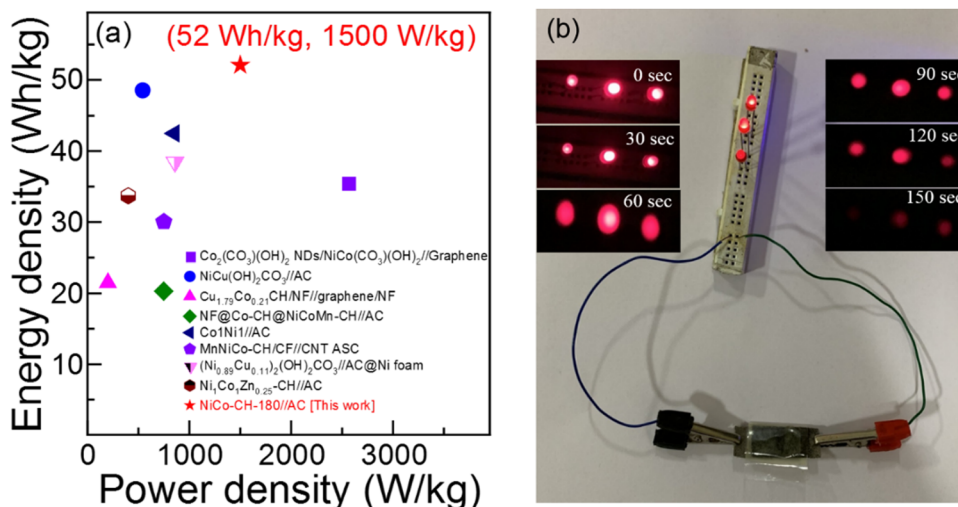 (a)
(52 Wh/kg, 1500 W/kg)
Energy density (Wh/kg)
50
40
30
20
10
Co₂(CO₃)(OH)₂ NDs/NiCo(CO₃)(OH)₂//Graphene
NiCu(OH)₂CO₃//AC
Cu₁.₇₉Co₀.₂₁CH/NF//graphene/NF
NF@Co-CH@NiCoMn-CH//AC
Co1Ni1//AC
MnNiCo-CH/CF//CNT ASC
(Ni₀.₈₉Cu₀.₁₁)₂(OH)₂CO₃//AC@Ni foam
Ni₁Co₁Zn₀.₂₅-CH//AC
NiCo-CH-180//AC [This work]
0 1000 2000 3000
Power density (W/kg)
(b)
0 sec
30 sec
60 sec
90 sec
120 sec
150 sec